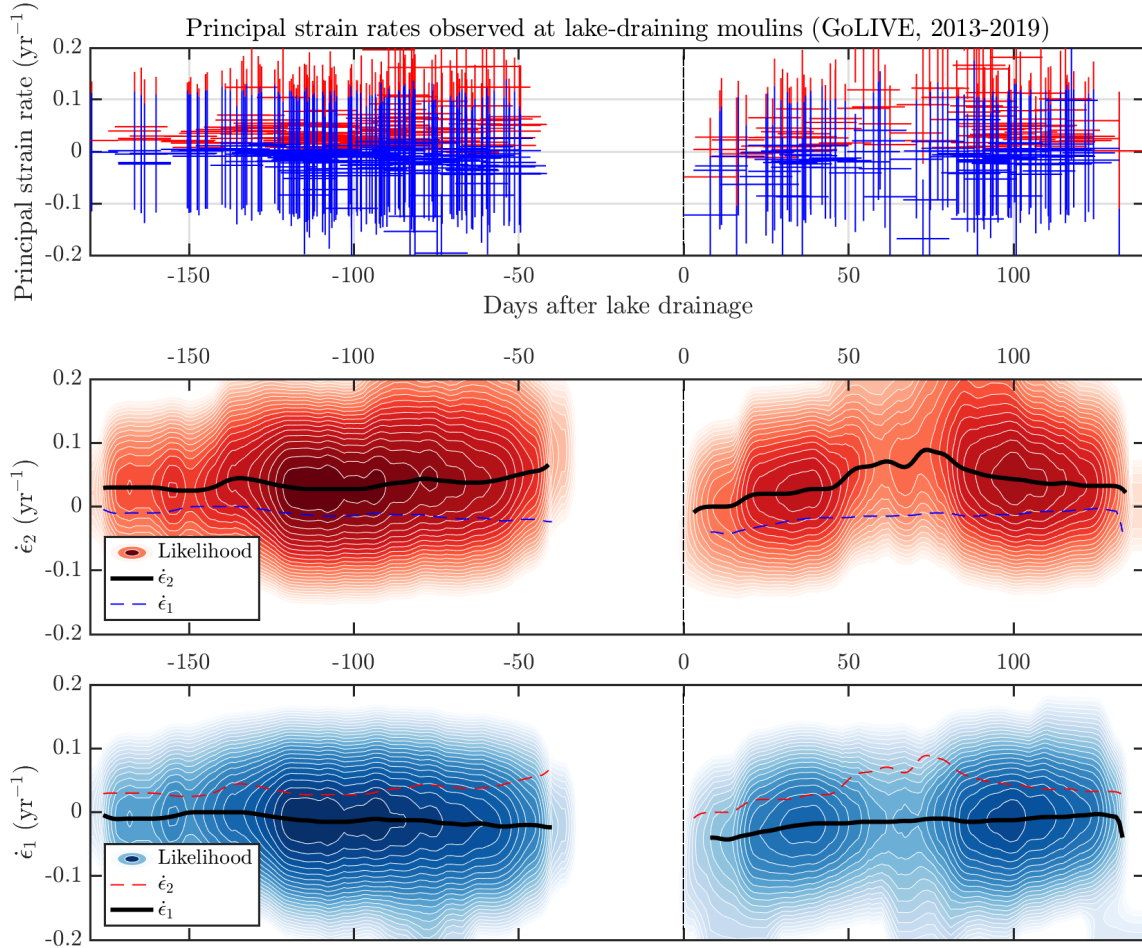 Principal strain rates observed at lake-draining moulins (GoLIVE, 2013-2019)
Principal strain rate (yr⁻¹)
0.2
0.1
0
-0.1
-0.2
-150 -100 -50 0 50 100
Days after lake drainage
-150 -100 -50 0 50 100
ϵ̇₂ (yr⁻¹)
0.2
0.1
0
-0.1
-0.2
Likelihood
ϵ̇₂
ϵ̇₁
-150 -100 -50 0 50 100
ϵ̇₁ (yr⁻¹)
0.2
0.1
0
-0.1
-0.2
Likelihood
ϵ̇₂
ϵ̇₁